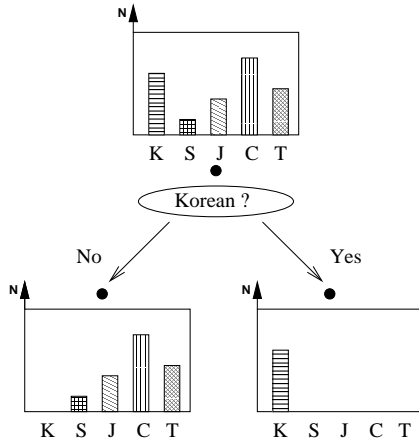 N
K S J C T
Korean ?
No Yes
N N
K S J C T K S J C T